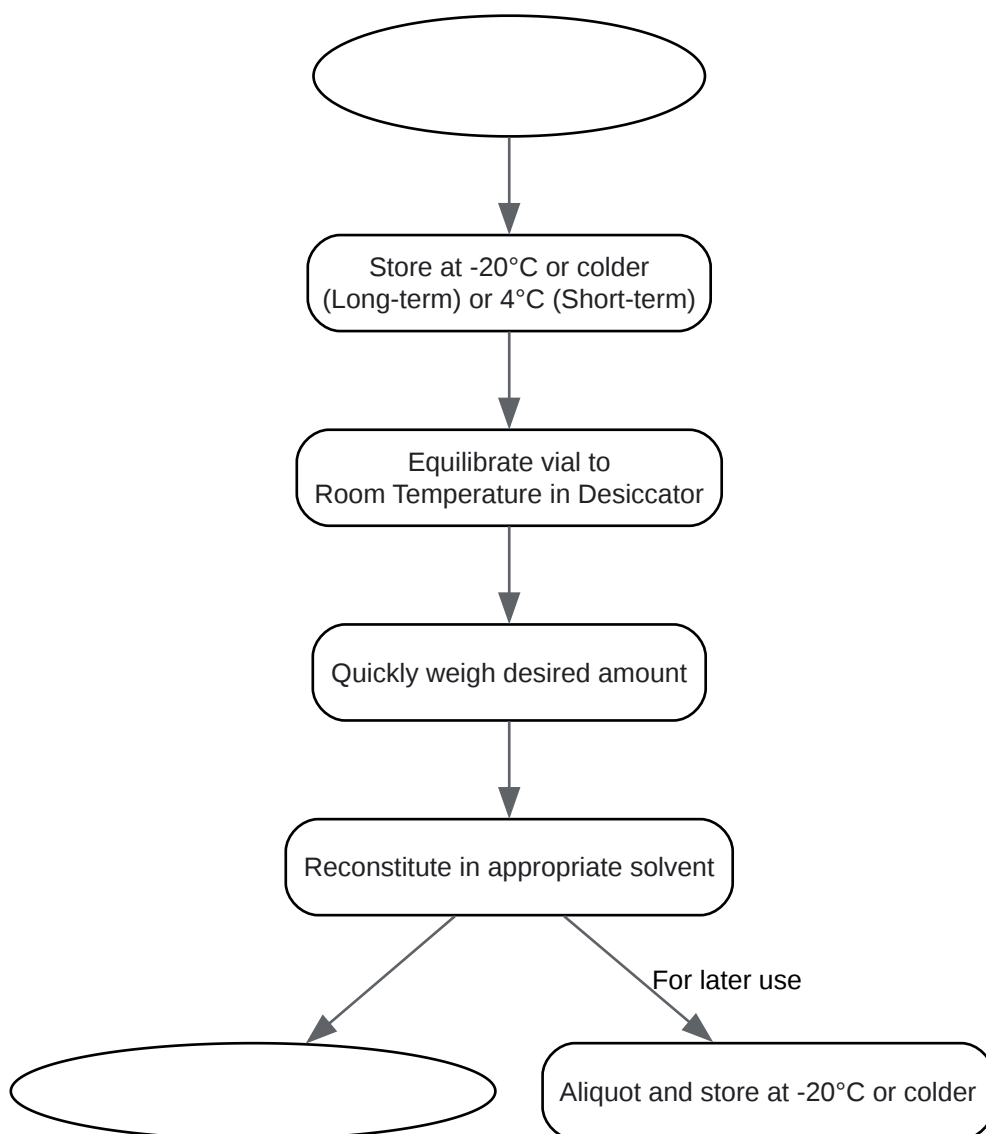 Store at -20°C or colder
(Long-term) or 4°C (Short-term)
Equilibrate vial to
Room Temperature in Desiccator
Quickly weigh desired amount
Reconstitute in appropriate solvent
For later use
Aliquot and store at -20°C or colder